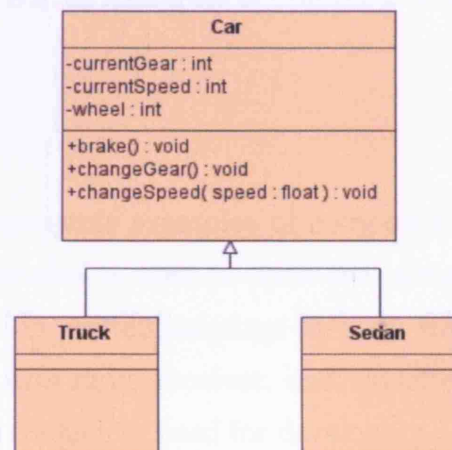 Car
-currentGear : int
-currentSpeed : int
-wheel : int
+brake() : void
+changeGear() : void
+changeSpeed( speed : float ) : void
Truck
Sedan